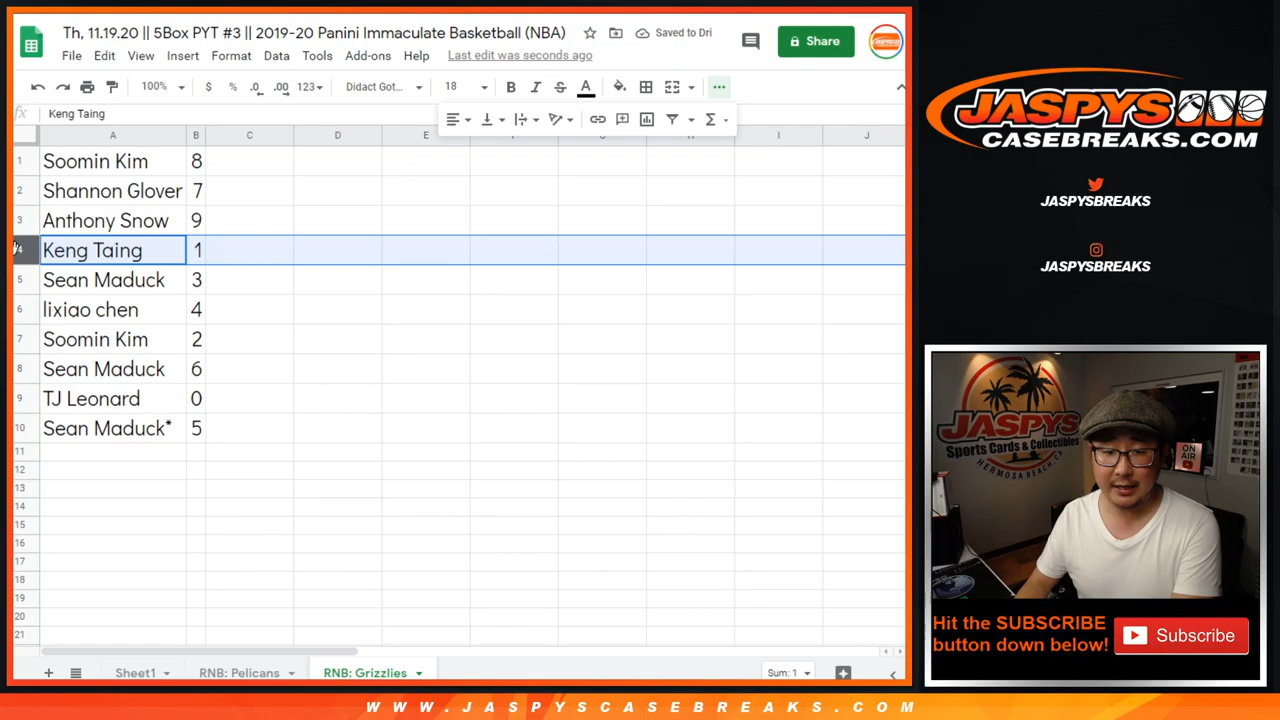 Th, 11.19.20 || 5Box PYT #3 || 2019-20 Panini Immaculate Basketball (NBA)
Saved to Dri
Share
File Edit View Insert Format Data Tools Add-ons Help Last edit was seconds ago
100% $ % .0 .00 123 Didact Got... 18 B I S A
fx Keng Taing
A B C D E I J
1 Soomin Kim 8
2 Shannon Glover 7
3 Anthony Snow 9
4 Keng Taing 1
5 Sean Maduck 3
6 lixiao chen 4
7 Soomin Kim 2
8 Sean Maduck 6
9 TJ Leonard 0
10 Sean Maduck* 5
11
12
13
14
15
16
17
18
19
20
21
Sheet1 RNB: Pelicans RNB: Grizzlies Sum: 1
JASPYS
CASEBREAKS.COM
JASPYSBREAKS
JASPYSBREAKS
JASPYS
Sports Cards & Collectibles
HERMOSA BEACH, CA
ON
AIR
Hit the SUBSCRIBE
button down below!
Subscribe
WWW.JASPYSCASEBREAKS.COM